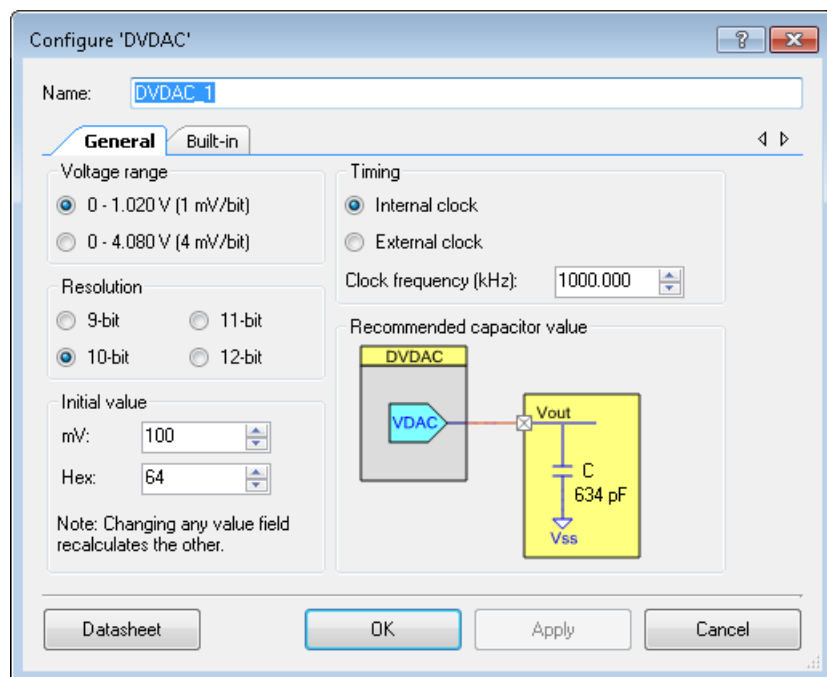 Configure 'DVDAC'
?
Name: DVDAC_1
General Built-in
Voltage range
0 - 1.020 V (1 mV/bit)
0 - 4.080 V (4 mV/bit)
Resolution
9-bit 11-bit
10-bit 12-bit
Initial value
mV: 100
Hex: 64
Note: Changing any value field
recalculates the other.
Timing
Internal clock
External clock
Clock frequency (kHz): 1000.000
Recommended capacitor value
DVDAC
VDAC
Vout
C
634 pF
Vss
Datasheet OK Apply Cancel